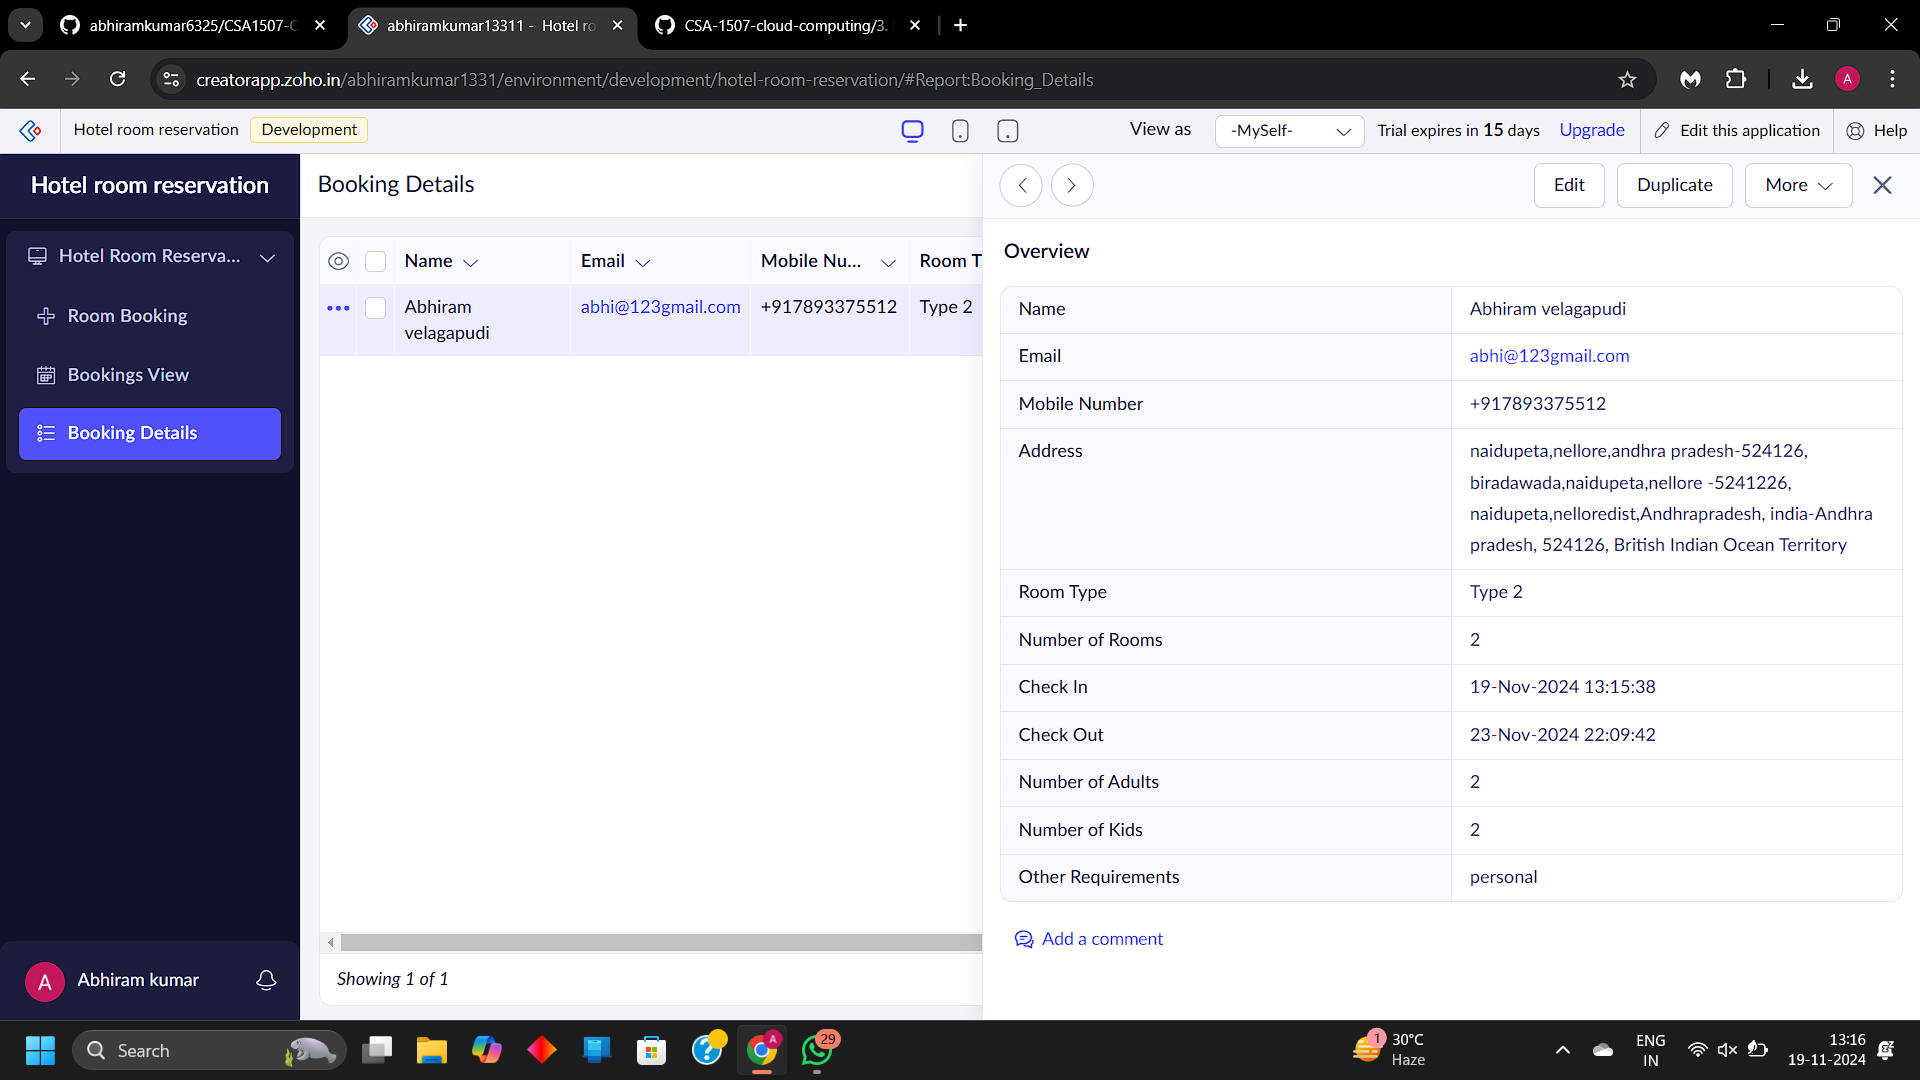 abhiramkumar6325/CSA1507-C
abhiramkumar13311 - Hotel ro
CSA-1507-cloud-computing/3.
creatorapp.zoho.in/abhiramkumar1331/environment/development/hotel-room-reservation/#Report:Booking_Details
A
Hotel room reservation
Development
View as
-MySelf-
Trial expires in 15 days
Upgrade
Edit this application
Help
Hotel room reservation
Hotel Room Reserva...
Room Booking
Bookings View
Booking Details
Abhiram kumar
A
Booking Details
Name
Email
Mobile Nu...
Room T
Abhiram
velagapudi
abhi@123gmail.com
+917893375512
Type 2
Showing 1 of 1
Edit
Duplicate
More
Overview
Name
Abhiram velagapudi
Email
abhi@123gmail.com
Mobile Number
+917893375512
Address
naidupeta,nellore,andhra pradesh-524126,
biradawada,naidupeta,nellore -5241226,
naidupeta,nelloredist,Andhrapradesh, india-Andhra
pradesh, 524126, British Indian Ocean Territory
Room Type
Type 2
Number of Rooms
2
Check In
19-Nov-2024 13:15:38
Check Out
23-Nov-2024 22:09:42
Number of Adults
2
Number of Kids
2
Other Requirements
personal
Add a comment
Search
A
29
1
30°C
Haze
ENG
IN
13:16
19-11-2024